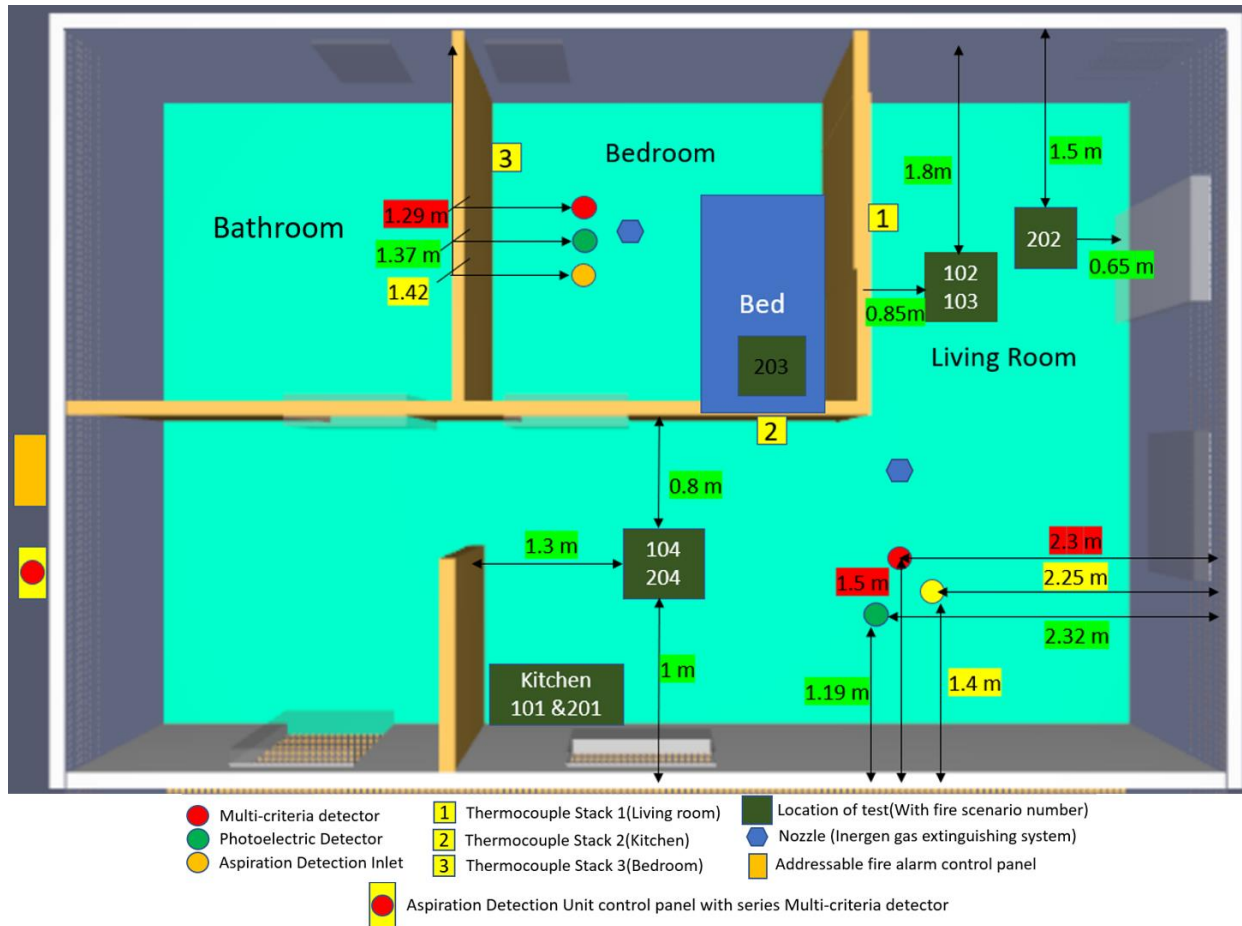 Bedroom
3
1.5 m
1.8m
1.29 m
Bathroom
1
202
1.37 m
0.65 m
102
103
1.42
Bed
0.85m
Living Room
203
2
0.8 m
1.3 m
104
204
2.3 m
1.5 m
2.25 m
2.32 m
1 m
Kitchen
101 &201
1.19 m
1.4 m
Multi-criteria detector
Photoelectric Detector
Aspiration Detection Inlet
1 Thermocouple Stack 1(Living room)
2 Thermocouple Stack 2(Kitchen)
3 Thermocouple Stack 3(Bedroom)
Location of test(With fire scenario number)
Nozzle (Inergen gas extinguishing system)
Addressable fire alarm control panel
Aspiration Detection Unit control panel with series Multi-criteria detector